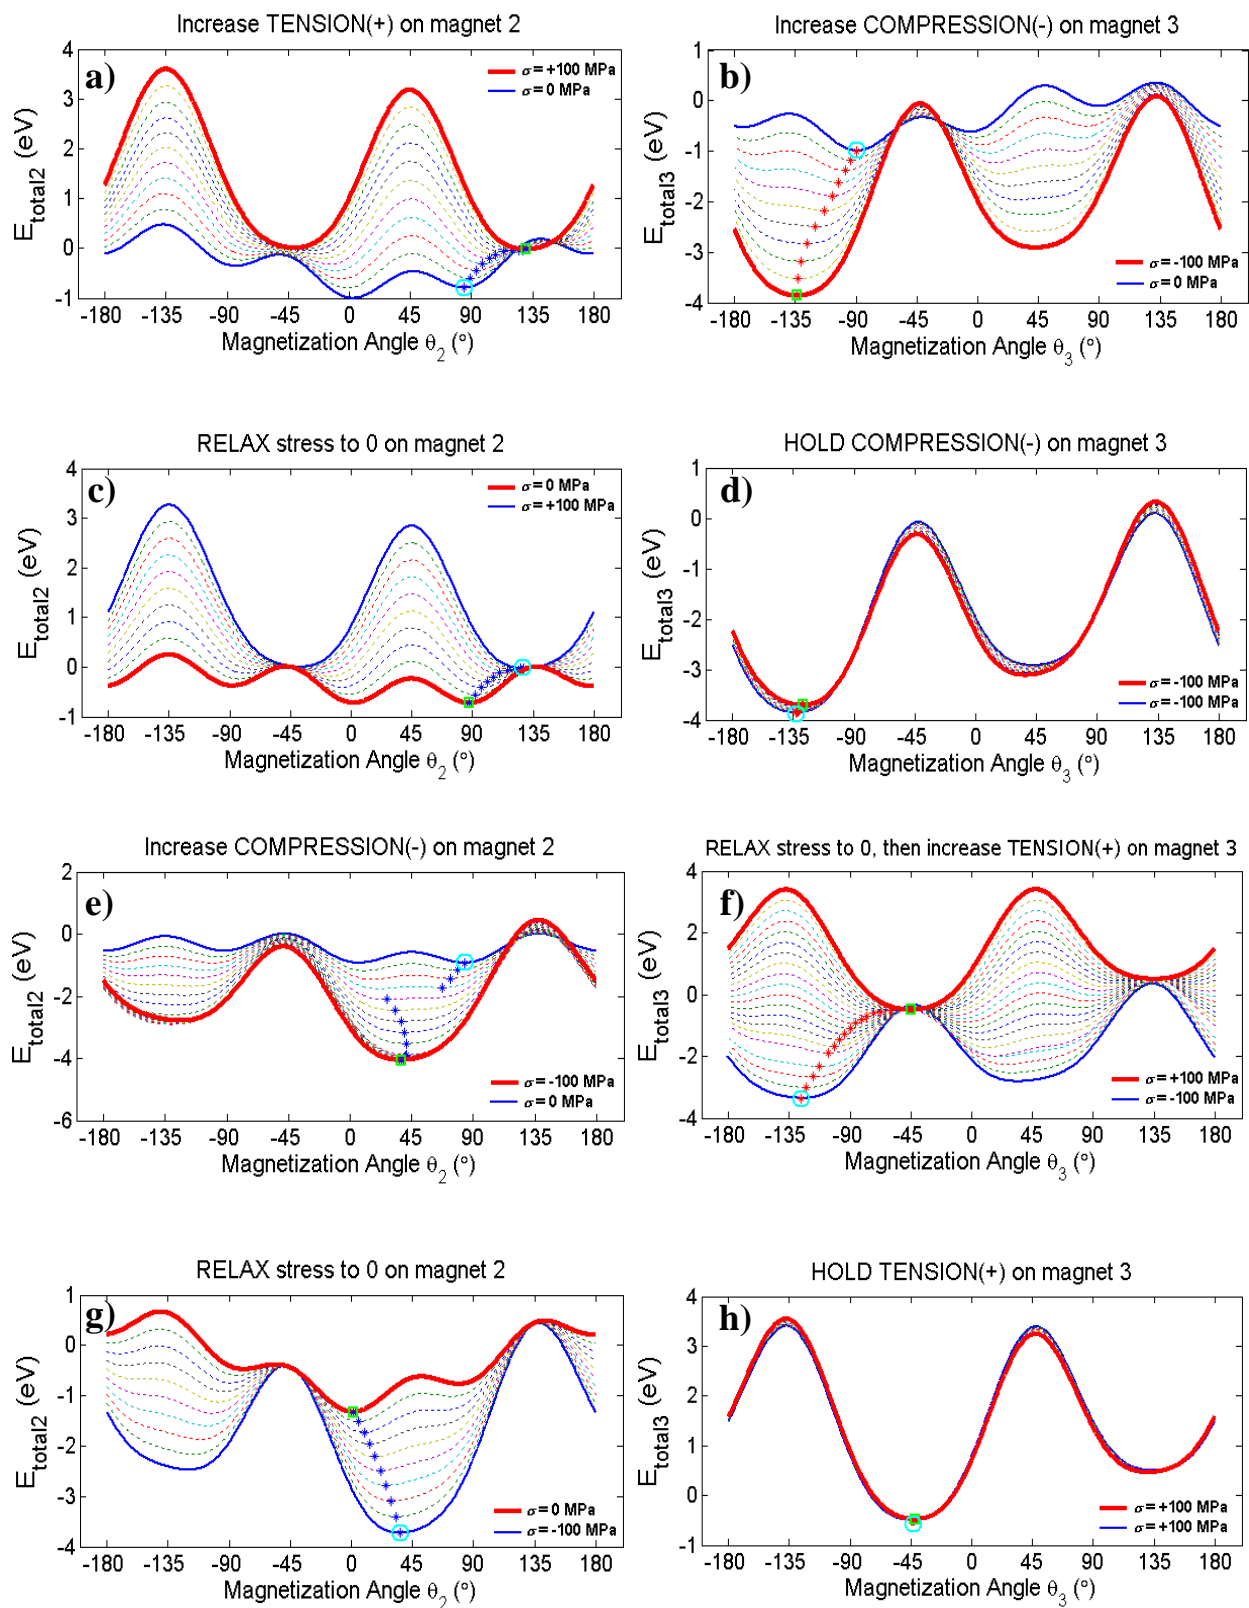 Increase TENSION(+) on magnet 2
a)
σ = +100 MPa
σ = 0 MPa
E_total2 (eV)
4
3
2
1
0
-1
-180 -135 -90 -45 0 45 90 135 180
Magnetization Angle θ_2 (°)
Increase COMPRESSION(-) on magnet 3
b)
σ = -100 MPa
σ = 0 MPa
E_total3 (eV)
1
0
-1
-2
-3
-4
-180 -135 -90 -45 0 45 90 135 180
Magnetization Angle θ_3 (°)
RELAX stress to 0 on magnet 2
c)
σ = 0 MPa
σ = +100 MPa
E_total2 (eV)
4
3
2
1
0
-1
-180 -135 -90 -45 0 45 90 135 180
Magnetization Angle θ_2 (°)
HOLD COMPRESSION(-) on magnet 3
d)
σ = -100 MPa
σ = -100 MPa
E_total3 (eV)
1
0
-1
-2
-3
-4
-180 -135 -90 -45 0 45 90 135 180
Magnetization Angle θ_3 (°)
Increase COMPRESSION(-) on magnet 2
e)
σ = -100 MPa
σ = 0 MPa
E_total2 (eV)
2
0
-2
-4
-6
-180 -135 -90 -45 0 45 90 135 180
Magnetization Angle θ_2 (°)
RELAX stress to 0, then increase TENSION(+) on magnet 3
f)
σ = +100 MPa
σ = -100 MPa
E_total3 (eV)
4
2
0
-2
-4
-180 -135 -90 -45 0 45 90 135 180
Magnetization Angle θ_3 (°)
RELAX stress to 0 on magnet 2
g)
σ = 0 MPa
σ = -100 MPa
E_total2 (eV)
1
0
-1
-2
-3
-4
-180 -135 -90 -45 0 45 90 135 180
Magnetization Angle θ_2 (°)
HOLD TENSION(+) on magnet 3
h)
σ = +100 MPa
σ = +100 MPa
E_total3 (eV)
4
3
2
1
0
-1
-180 -135 -90 -45 0 45 90 135 180
Magnetization Angle θ_3 (°)